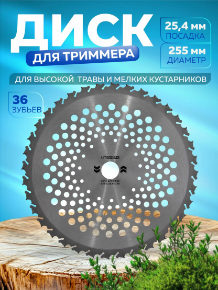 ДИСК
ДЛЯ ТРИММЕРА
25,4 мм
ПОСАДКА
255 мм
ДИАМЕТР
ДЛЯ ВЫСОКОЙ ТРАВЫ И МЕЛКИХ КУСТАРНИКОВ
36
ЗУБЬЕВ